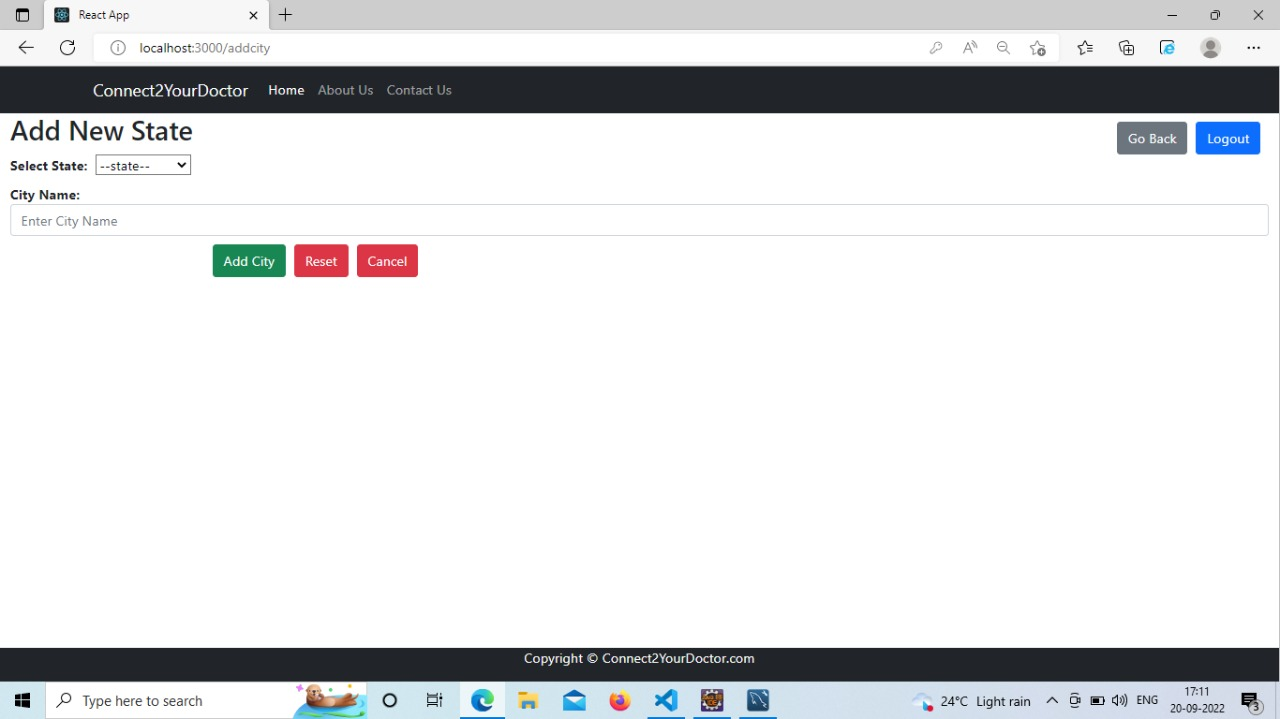 React App
localhost:3000/addcity
Connect2YourDoctor Home About Us Contact Us
Add New State
Go Back Logout
Select State: --state--
City Name:
Enter City Name
Add City Reset Cancel
Copyright © Connect2YourDoctor.com
Type here to search
24°C Light rain
ENG
17:11
20-09-2022
3